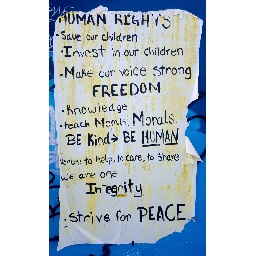 HUMAN RIGHTS
• Save our children
• Invest in our children
• Make our voice strong
FREEDOM
• Knowledge
• teach Morals, Morals.
BE Kind → BE HUMAN
to help, to care, to share
we are one
Integrity
• Strive for PEACE